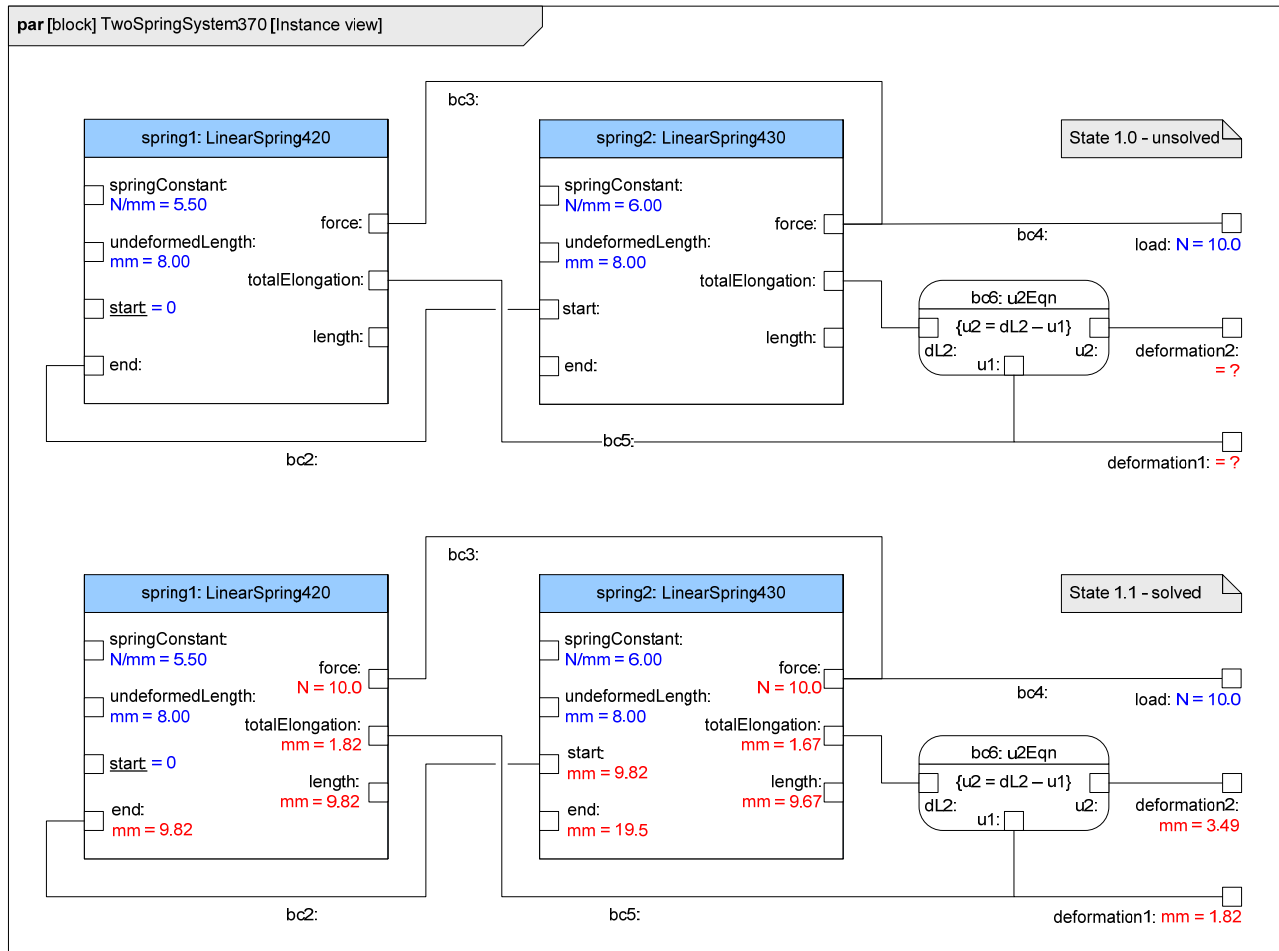 par [block] TwoSpringSystem370 [Instance view]
bc3:
spring1: LinearSpring420
springConstant:
N/mm = 5.50
force:
undeformedLength:
mm = 8.00
totalElongation:
start: = 0
length:
end:
spring2: LinearSpring430
springConstant:
N/mm = 6.00
force:
undeformedLength:
mm = 8.00
totalElongation:
start:
length:
end:
State 1.0 - unsolved
bc4:
load: N = 10.0
bc6: u2Eqn
{u2 = dL2 – u1}
dL2:
u2:
u1:
deformation2:
= ?
bc5:
bc2:
deformation1: = ?
bc3:
spring1: LinearSpring420
springConstant:
N/mm = 5.50
force:
N = 10.0
undeformedLength:
mm = 8.00
totalElongation:
mm = 1.82
start: = 0
length:
mm = 9.82
end:
mm = 9.82
spring2: LinearSpring430
springConstant:
N/mm = 6.00
force:
N = 10.0
undeformedLength:
mm = 8.00
totalElongation:
mm = 1.67
start:
mm = 9.82
length:
mm = 9.67
end:
mm = 19.5
State 1.1 - solved
bc4:
load: N = 10.0
bc6: u2Eqn
{u2 = dL2 – u1}
dL2:
u2:
u1:
deformation2:
mm = 3.49
bc2:
bc5:
deformation1: mm = 1.82